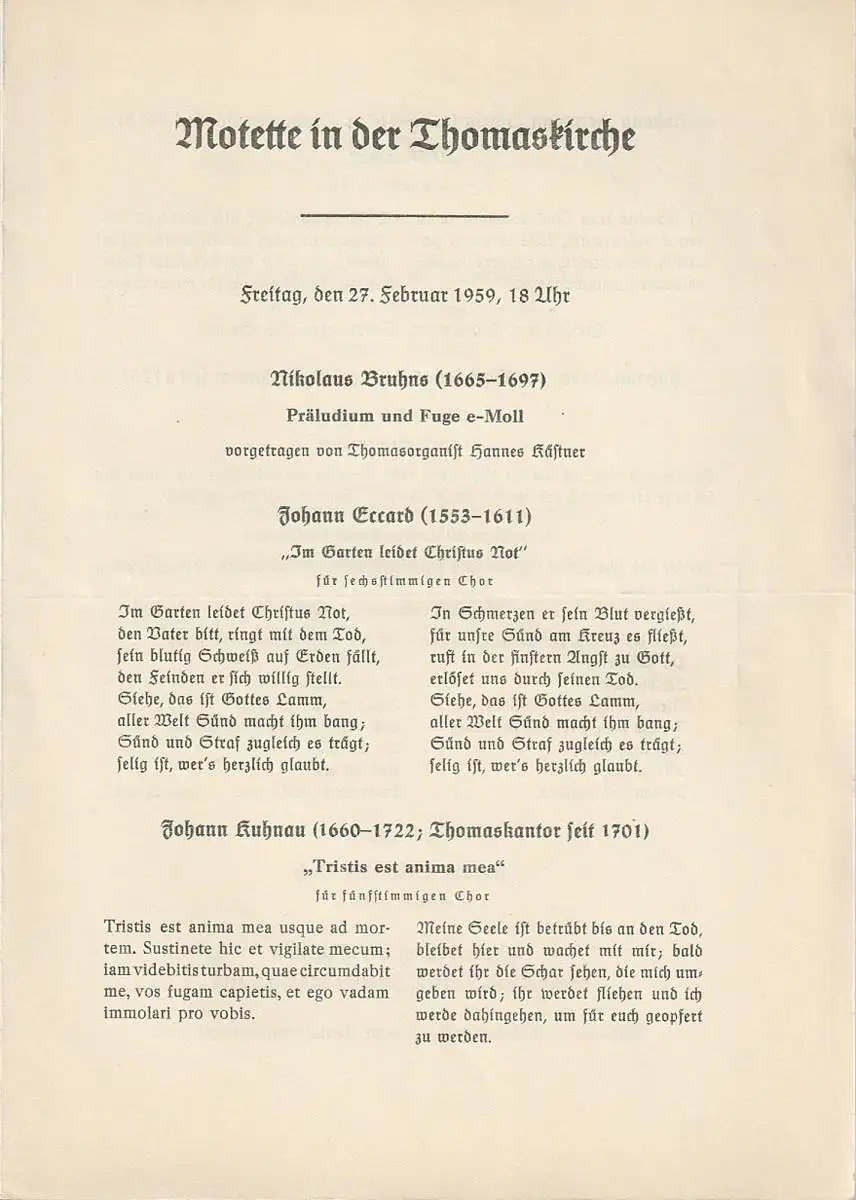 Motette in der Thomaskirche
Freitag, den 27. Februar 1959, 18 Uhr
Nikolaus Bruhns (1665–1697)
Präludium und Fuge e-Moll
vorgetragen von Thomasorganist Hannes Kästner
Johann Eccard (1553–1611)
„Im Garten leidet Christus Not“
für sechsstimmigen Chor
Im Garten leidet Christus Not,
den Vater bitt, ringt mit dem Tod,
sein blutig Schweiß auf Erden fällt,
den Feinden er sich willig stellt.
Siehe, das ist Gottes Lamm,
aller Welt Sünd macht ihm bang;
Sünd und Straf zugleich es trägt;
selig ist, wer's herzlich glaubt.
In Schmerzen er sein Blut vergießt,
für unsre Sünd am Kreuz es fließt,
ruft in der finstern Angst zu Gott,
erlöset uns durch seinen Tod.
Siehe, das ist Gottes Lamm,
aller Welt Sünd macht ihm bang;
Sünd und Straf zugleich es trägt;
selig ist, wer's herzlich glaubt.
Johann Kuhnau (1660–1722; Thomaskantor seit 1701)
„Tristis est anima mea“
für fünfstimmigen Chor
Tristis est anima mea usque ad mor-
tem. Sustinete hic et vigilate mecum;
iam videbitis turbam, quae circumdabit
me, vos fugam capietis, et ego vadam
immolari pro vobis.
Meine Seele ist betrübt bis an den Tod,
bleibet hier und wachet mit mir; bald
werdet ihr die Schar sehen, die mich um-
geben wird; ihr werdet fliehen und ich
werde dahingehen, um für euch geopfert
zu werden.